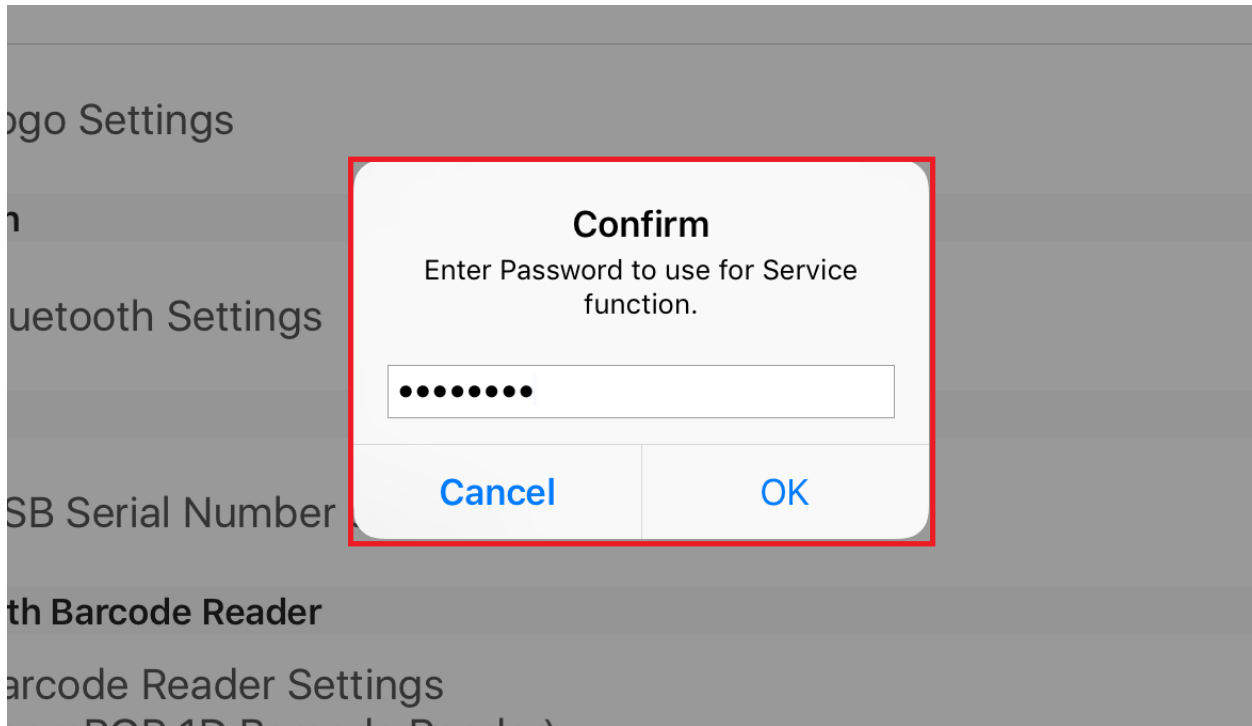 ogo Settings
n
uetooth Settings
SB Serial Number
th Barcode Reader
arcode Reader Settings
Confirm
Enter Password to use for Service
function.
••••••••
Cancel
OK